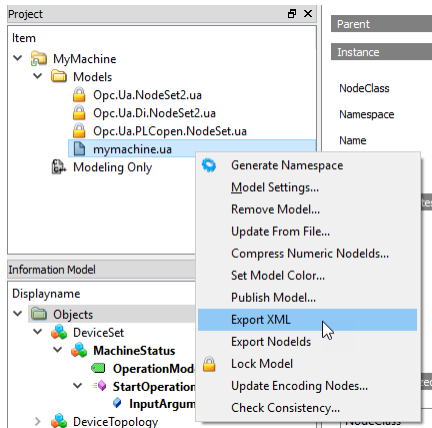 Project
Item
MyMachine
Models
Opc.Ua.NodeSet2.ua
Opc.Ua.Di.NodeSet2.ua
Opc.Ua.PLCopen.NodeSet.ua
mymachine.ua
Modeling Only
Parent
Instance
NodeClass
Namespace
Name
Generate Namespace
Model Settings...
Remove Model...
Update From File...
Compress Numeric NodeIds...
Set Model Color...
Publish Model...
Export XML
Export NodeIds
Lock Model
Update Encoding Nodes...
Check Consistency...
Information Model
Displayname
Objects
DeviceSet
MachineStatus
OperationMod
StartOperation
InputArgum
DeviceTopology
NodeClass